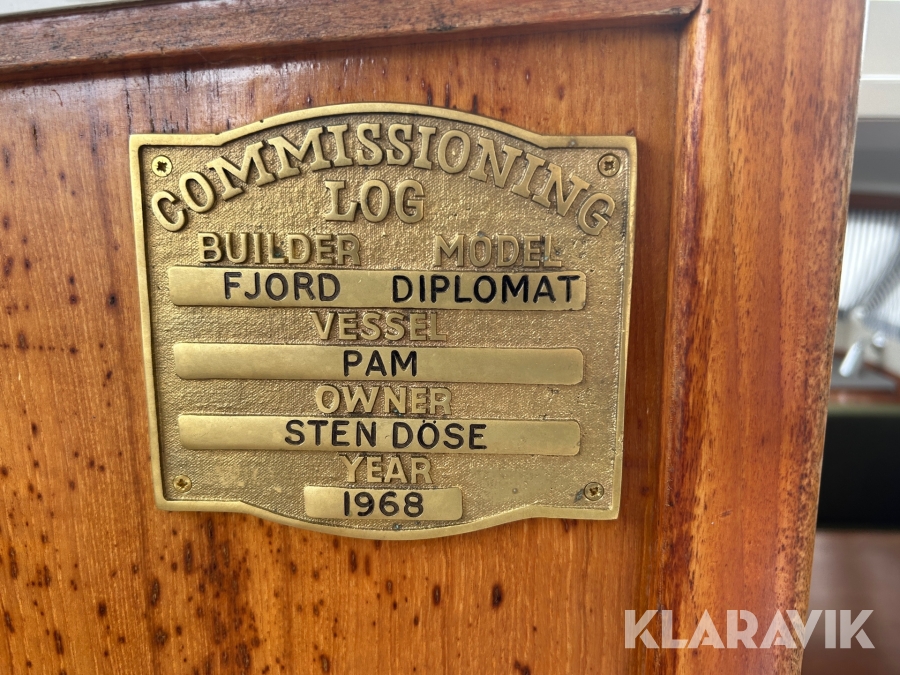 COMMISSIONING
LOG
BUILDER MODEL
FJORD DIPLOMAT
VESSEL
PAM
OWNER
STEN DÖSE
YEAR
1968
KLARAVIK